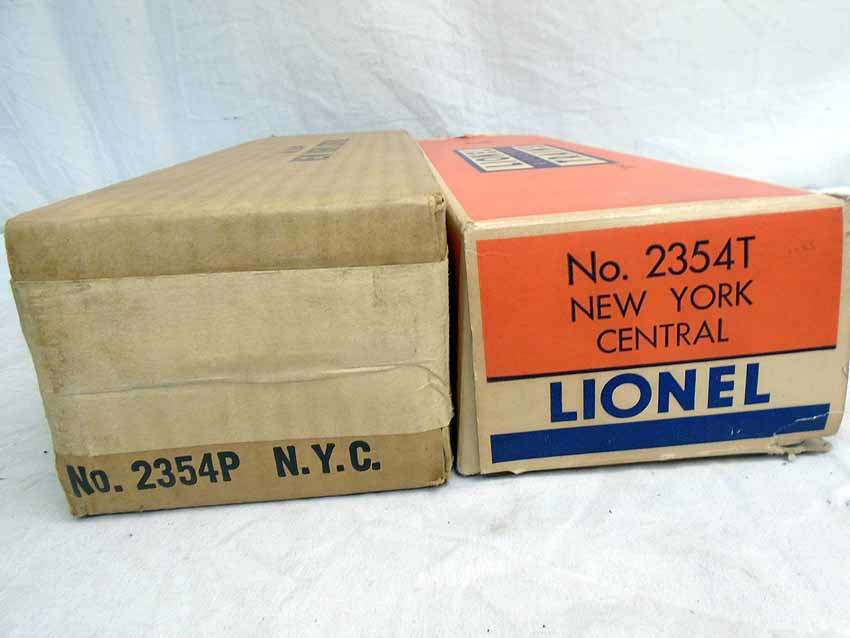 No. 2354P N.Y.C.
No. 2354T
NEW YORK
CENTRAL
LIONEL